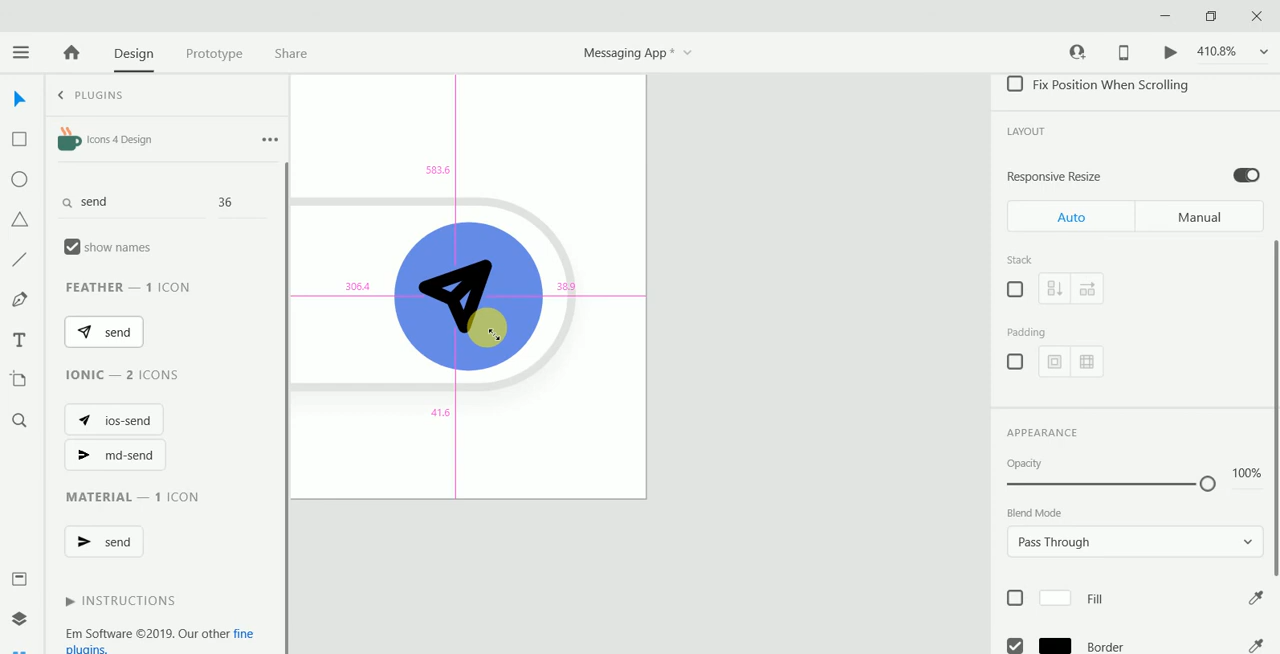 Design
Prototype
Share
Messaging App *
410.8%
PLUGINS
Icons 4 Design
send
36
show names
FEATHER — 1 ICON
send
IONIC — 2 ICONS
ios-send
md-send
MATERIAL — 1 ICON
send
INSTRUCTIONS
Em Software ©2019. Our other fine
plugins.
583.6
306.4
38.9
41.6
Fix Position When Scrolling
LAYOUT
Responsive Resize
Auto
Manual
Stack
Padding
APPEARANCE
Opacity
100%
Blend Mode
Pass Through
Fill
Border